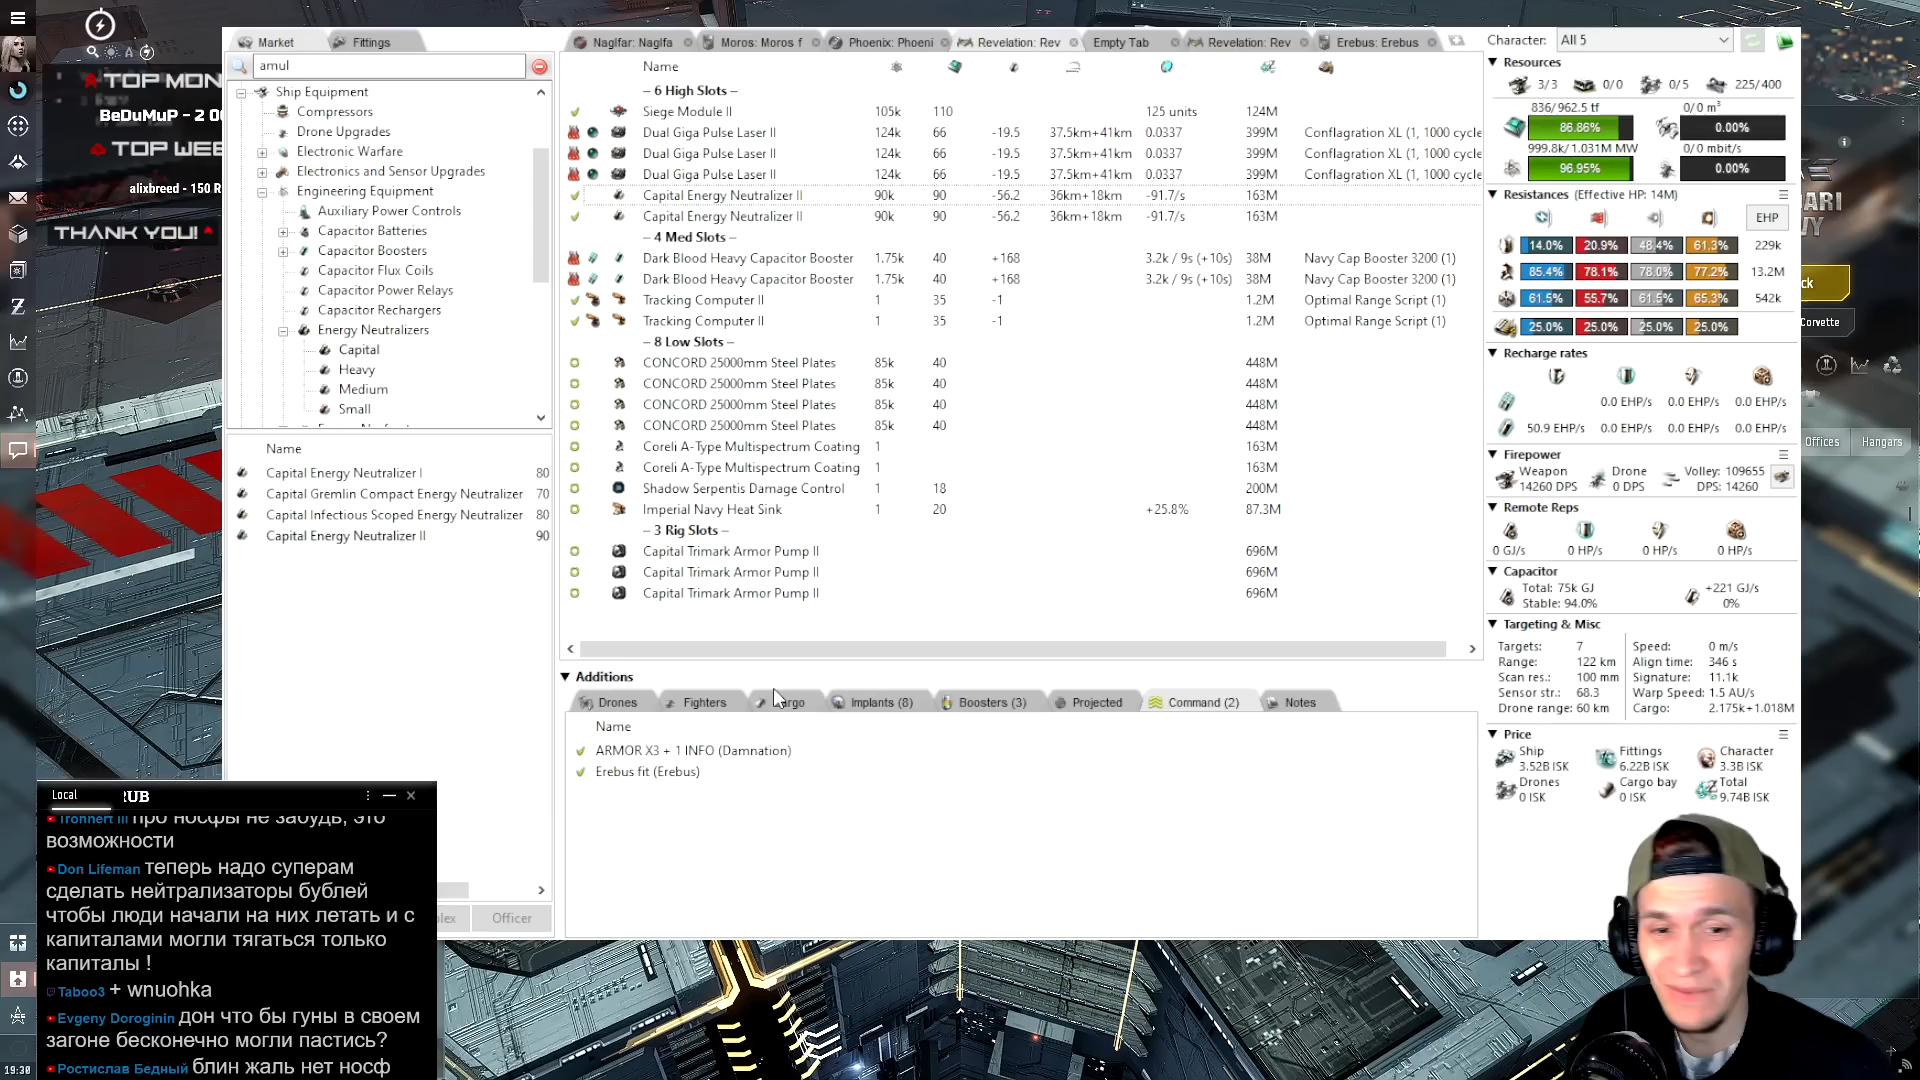 Market
Fittings
amul
Ship Equipment
Compressors
Drone Upgrades
Electronic Warfare
Electronics and Sensor Upgrades
Engineering Equipment
Auxiliary Power Controls
Capacitor Batteries
Capacitor Boosters
Capacitor Flux Coils
Capacitor Power Relays
Capacitor Rechargers
Energy Neutralizers
Capital
Heavy
Medium
Small
Name
Capital Energy Neutralizer I 80
Capital Gremlin Compact Energy Neutralizer 70
Capital Infectious Scoped Energy Neutralizer 80
Capital Energy Neutralizer II 90
Officer
TOP MON
BeDuMuP - 2 0
TOP WEE
alixbreed - 150 R
THANK YOU!
Naglfar: Naglfa
Moros: Moros f
Phoenix: Phoeni
Revelation: Rev
Empty Tab
Revelation: Rev
Erebus: Erebus
Name
– 6 High Slots –
Siege Module II 105k 110 125 units 124M
Dual Giga Pulse Laser II 124k 66 -19.5 37.5km+41km 0.0337 399M Conflagration XL (1, 1000 cycle
Dual Giga Pulse Laser II 124k 66 -19.5 37.5km+41km 0.0337 399M Conflagration XL (1, 1000 cycle
Dual Giga Pulse Laser II 124k 66 -19.5 37.5km+41km 0.0337 399M Conflagration XL (1, 1000 cycle
Capital Energy Neutralizer II 90k 90 -56.2 36km+18km -91.7/s 163M
Capital Energy Neutralizer II 90k 90 -56.2 36km+18km -91.7/s 163M
– 4 Med Slots –
Dark Blood Heavy Capacitor Booster 1.75k 40 +168 3.2k / 9s (+10s) 38M Navy Cap Booster 3200 (1)
Dark Blood Heavy Capacitor Booster 1.75k 40 +168 3.2k / 9s (+10s) 38M Navy Cap Booster 3200 (1)
Tracking Computer II 1 35 -1 1.2M Optimal Range Script (1)
Tracking Computer II 1 35 -1 1.2M Optimal Range Script (1)
– 8 Low Slots –
CONCORD 25000mm Steel Plates 85k 40 448M
CONCORD 25000mm Steel Plates 85k 40 448M
CONCORD 25000mm Steel Plates 85k 40 448M
CONCORD 25000mm Steel Plates 85k 40 448M
Coreli A-Type Multispectrum Coating 1 163M
Coreli A-Type Multispectrum Coating 1 163M
Shadow Serpentis Damage Control 1 18 200M
Imperial Navy Heat Sink 1 20 +25.8% 87.3M
– 3 Rig Slots –
Capital Trimark Armor Pump II 696M
Capital Trimark Armor Pump II 696M
Capital Trimark Armor Pump II 696M
Additions
Drones
Fighters
rgo
Implants (8)
Boosters (3)
Projected
Command (2)
Notes
Name
ARMOR X3 + 1 INFO (Damnation)
Erebus fit (Erebus)
Character: All 5
Resources
3/3 0/0 0/5 225/400
836/962.5 tf 0/0 m³
86.86% 0.00%
999.8k/1.031M MW 0/0 mbit/s
96.95% 0.00%
Resistances (Effective HP: 14M)
EHP
14.0% 20.9% 48.4% 61.3% 229k
85.4% 78.1% 78.0% 77.2% 13.2M
61.5% 55.7% 61.5% 65.3% 542k
25.0% 25.0% 25.0% 25.0%
Recharge rates
0.0 EHP/s 0.0 EHP/s 0.0 EHP/s
50.9 EHP/s 0.0 EHP/s 0.0 EHP/s 0.0 EHP/s
Firepower
Weapon Drone Volley: 109655
14260 DPS 0 DPS DPS: 14260
Remote Reps
0 GJ/s 0 HP/s 0 HP/s 0 HP/s
Capacitor
Total: 75k GJ +221 GJ/s
Stable: 94.0% 0%
Targeting & Misc
Targets: 7 Speed: 0 m/s
Range: 122 km Align time: 346 s
Scan res.: 100 mm Signature: 11.1k
Sensor str.: 68.3 Warp Speed: 1.5 AU/s
Drone range: 60 km Cargo: 2.175k+1.018M
Price
Ship Fittings Character
3.52B ISK 6.22B ISK 3.3B ISK
Drones Cargo bay Total
0 ISK 0 ISK 9.74B ISK
ARI
ck
Corvette
Offices
Hangars
Local
RUB
Tronnert III про носфы не забудь, это
возможности
Don Lifeman теперь надо суперам
сделать нейтрализаторы бублей
чтобы люди начали на них летать и с
капиталами могли тягаться только
капиталы !
Taboo3 + wnuohka
Evgeny Doroginin дон что бы гуны в своем
загоне бесконечно могли пастись?
Ростислав Бедный блин жаль нет носф
19:30